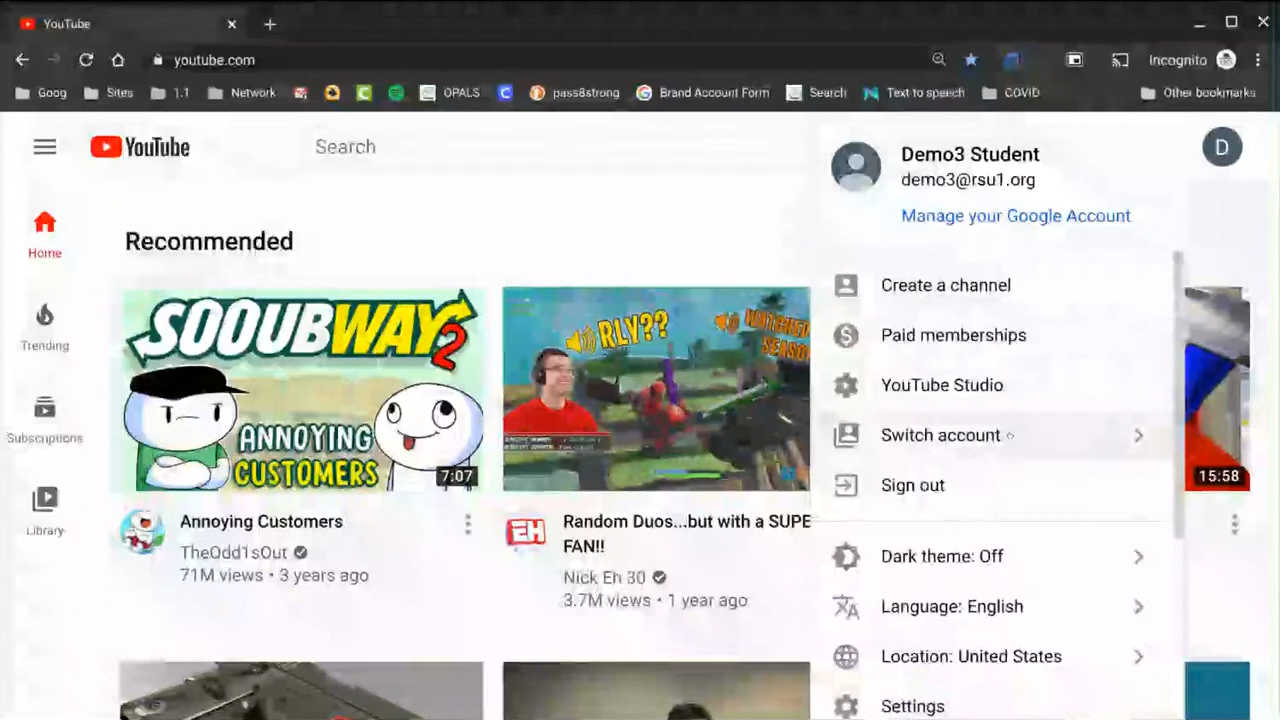 YouTube
youtube.com
Incognito
Goog
Sites
1.1
Network
OPALS
pass&strong
Brand Account Form
Search
Text to speech
COVID
Other bookmarks
YouTube
Search
D
Demo3 Student
demo3@rsu1.org
Manage your Google Account
Home
Trending
Subscriptions
Library
Recommended
SOOUBWAY 2
ANNOYING
CUSTOMERS
7:07
Annoying Customers
TheOdd1sOut
71M views • 3 years ago
RLY??
EH
Random Duos...but with a SUPE
FAN!!
Nick Eh 30
3.7M views • 1 year ago
15:58
Create a channel
Paid memberships
YouTube Studio
Switch account
Sign out
Dark theme: Off
Language: English
Location: United States
Settings